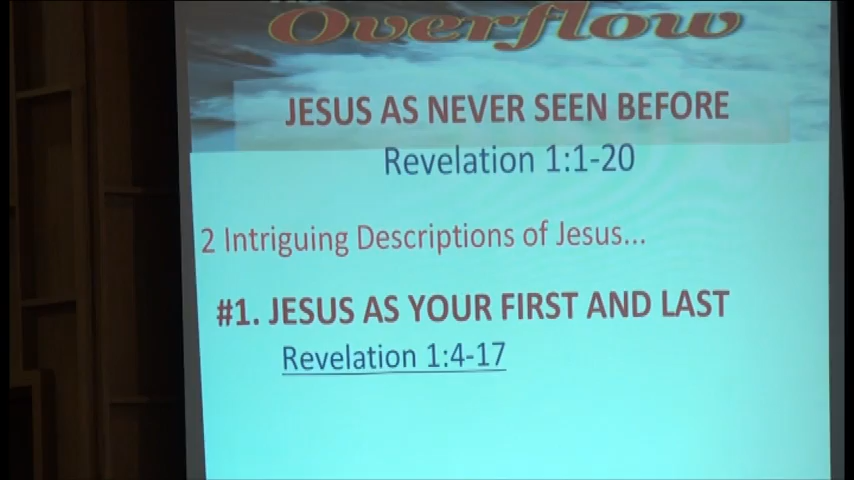 Overflow
JESUS AS NEVER SEEN BEFORE
Revelation 1:1-20
2 Intriguing Descriptions of Jesus...
#1. JESUS AS YOUR FIRST AND LAST
Revelation 1:4-17